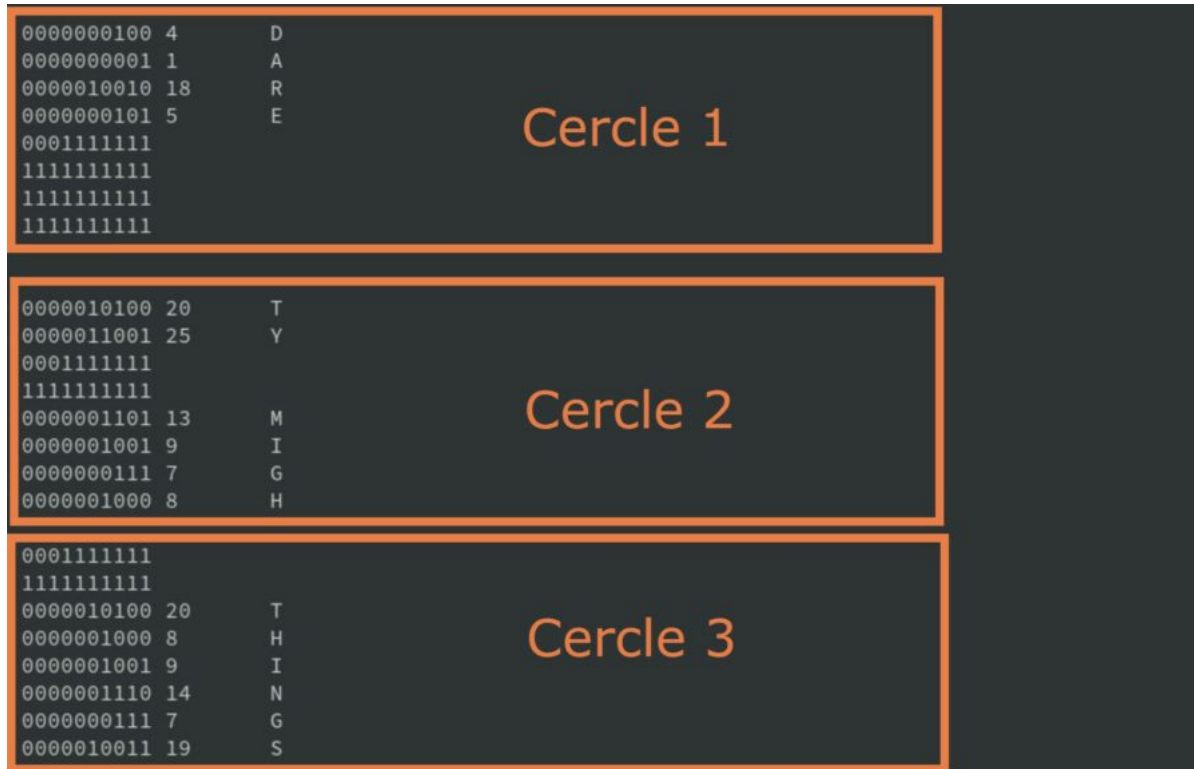 0000000100 4 D
0000000001 1 A
0000010010 18 R
0000000101 5 E
0001111111
1111111111
1111111111
1111111111
Cercle 1
0000010100 20 T
0000011001 25 Y
0001111111
1111111111
0000001101 13 M
0000001001 9 I
0000000111 7 G
0000001000 8 H
Cercle 2
0001111111
1111111111
0000010100 20 T
0000001000 8 H
0000001001 9 I
0000001110 14 N
0000000111 7 G
0000010011 19 S
Cercle 3